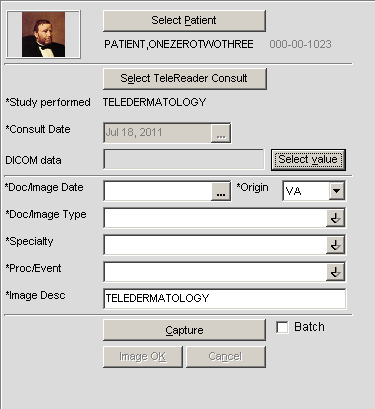 Select Patient
PATIENT,ONEZEROTWOTHREE 000-00-1023
Select TeleReader Consult
*Study performed TELEDERMATOLOGY
*Consult Date Jul 18, 2011 ...
DICOM data Select value
*Doc/Image Date ... *Origin VA
*Doc/Image Type
*Specialty
*Proc/Event
*Image Desc TELEDERMATOLOGY
Capture Batch
Image OK Cancel